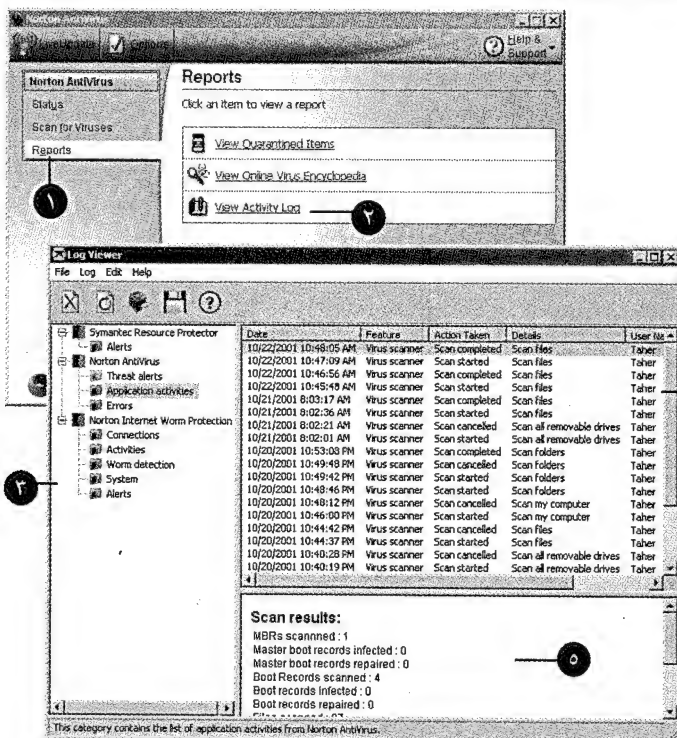 Norton AntiVirus
LiveUpdate Options Help & Support
Norton AntiVirus
Status
Scan for Viruses
Reports
١
Reports
Click an item to view a report
View Quarantined Items
View Online Virus Encyclopedia
View Activity Log
٢
Log Viewer
File Log Edit Help
Symantec Resource Protector
Alerts
Norton AntiVirus
Threat alerts
Application activities
Errors
Norton Internet Worm Protection
Connections
Activities
Worm detection
System
Alerts
٣
Date Feature Action Taken Details User Na
10/22/2001 10:48:05 AM Virus scanner Scan completed Scan files Taher
10/22/2001 10:47:09 AM Virus scanner Scan started Scan files Taher
10/22/2001 10:46:56 AM Virus scanner Scan completed Scan files Taher
10/22/2001 10:45:48 AM Virus scanner Scan started Scan files Taher
10/21/2001 8:03:17 AM Virus scanner Scan completed Scan files Taher
10/21/2001 8:02:36 AM Virus scanner Scan started Scan files Taher
10/21/2001 8:02:21 AM Virus scanner Scan cancelled Scan all removable drives Taher
10/21/2001 8:02:01 AM Virus scanner Scan started Scan all removable drives Taher
10/20/2001 10:53:03 PM Virus scanner Scan completed Scan folders Taher
10/20/2001 10:49:48 PM Virus scanner Scan cancelled Scan folders Taher
10/20/2001 10:49:42 PM Virus scanner Scan started Scan folders Taher
10/20/2001 10:48:46 PM Virus scanner Scan started Scan folders Taher
10/20/2001 10:48:12 PM Virus scanner Scan cancelled Scan my computer Taher
10/20/2001 10:46:00 PM Virus scanner Scan started Scan my computer Taher
10/20/2001 10:44:42 PM Virus scanner Scan cancelled Scan files Taher
10/20/2001 10:44:37 PM Virus scanner Scan started Scan files Taher
10/20/2001 10:40:28 PM Virus scanner Scan cancelled Scan all removable drives Taher
10/20/2001 10:40:19 PM Virus scanner Scan started Scan all removable drives Taher
Scan results:
MBRs scannned : 1
Master boot records infected : 0
Master boot records repaired : 0
Boot Records scanned : 4
Boot records infected : 0
Boot records repaired : 0
٥
This category contains the list of application activities from Norton AntiVirus.